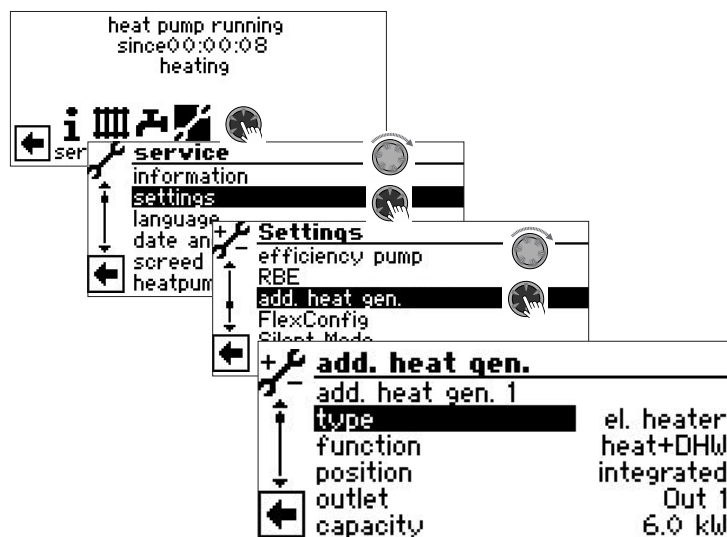 heat pump running
since00:00:08
heating
ser
service
information
settings
language
date an
screed
heatpum
Settings
efficiency pump
RBE
add. heat gen.
FlexConfig
Silent Mode
add. heat gen.
add. heat gen. 1
type el. heater
function heat+DHW
position integrated
outlet Out 1
capacity 6.0 kW